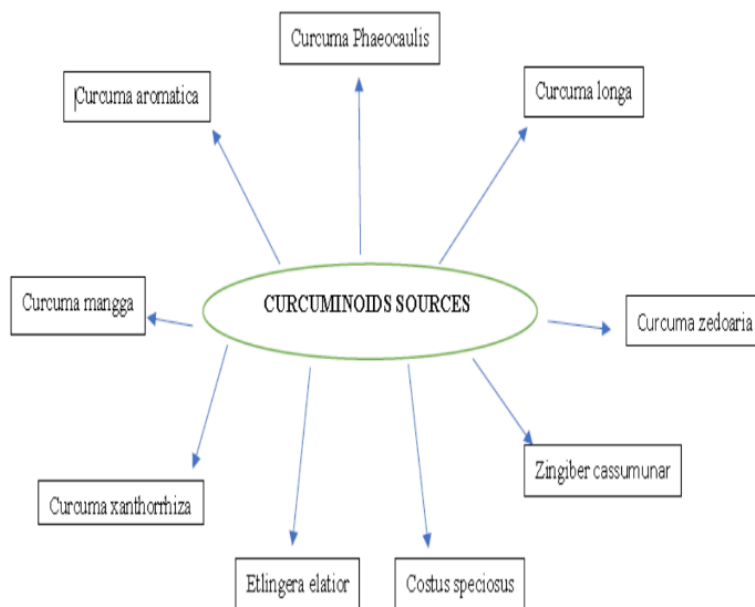 Curcuma Phaeocaulis
Curcuma aromatica
Curcuma longa
CURCUMINOIDS SOURCES
Curcuma mangga
Curcuma zedoaria
Zingiber cassumunar
Curcuma xanthorrhiza
Etlingera elatior
Costus speciosus